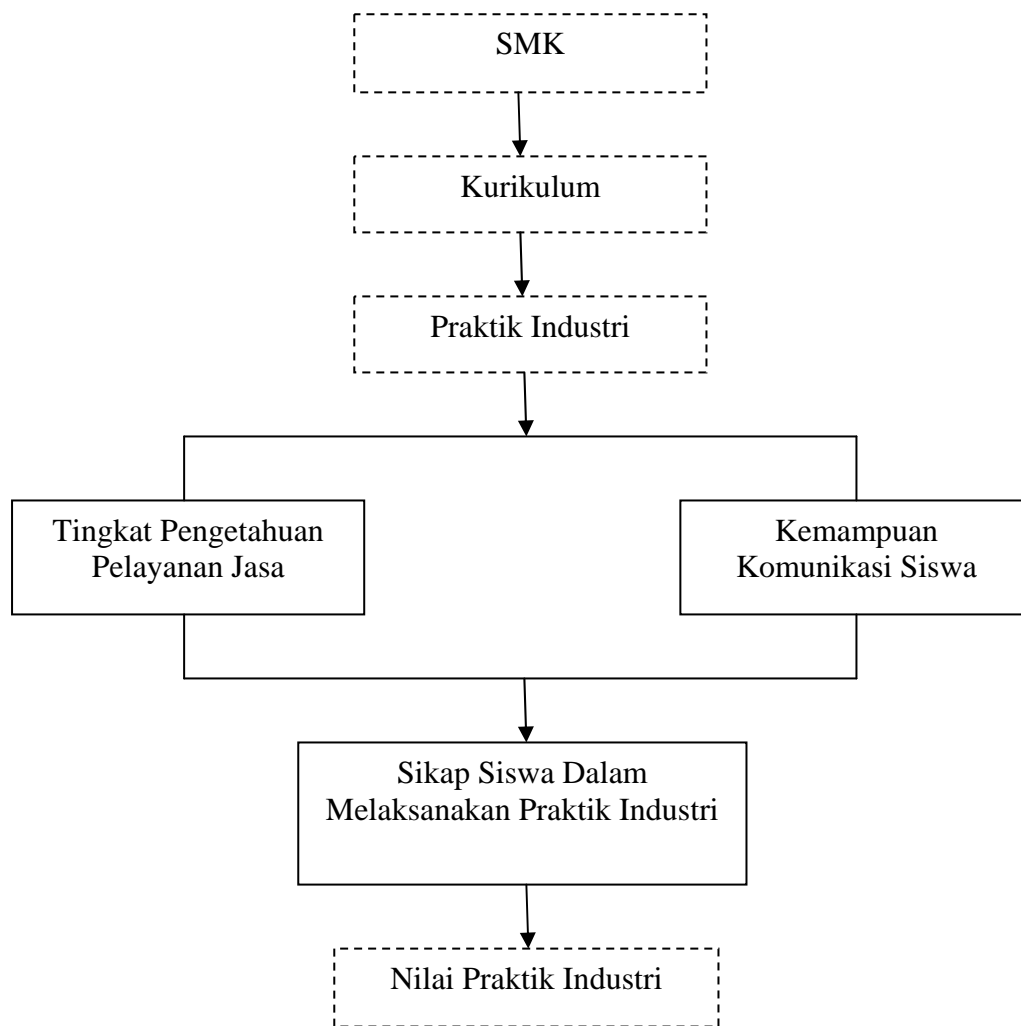 SMK
Kurikulum
Praktik Industri
Tingkat Pengetahuan
Pelayanan Jasa
Kemampuan
Komunikasi Siswa
Sikap Siswa Dalam
Melaksanakan Praktik Industri
Nilai Praktik Industri